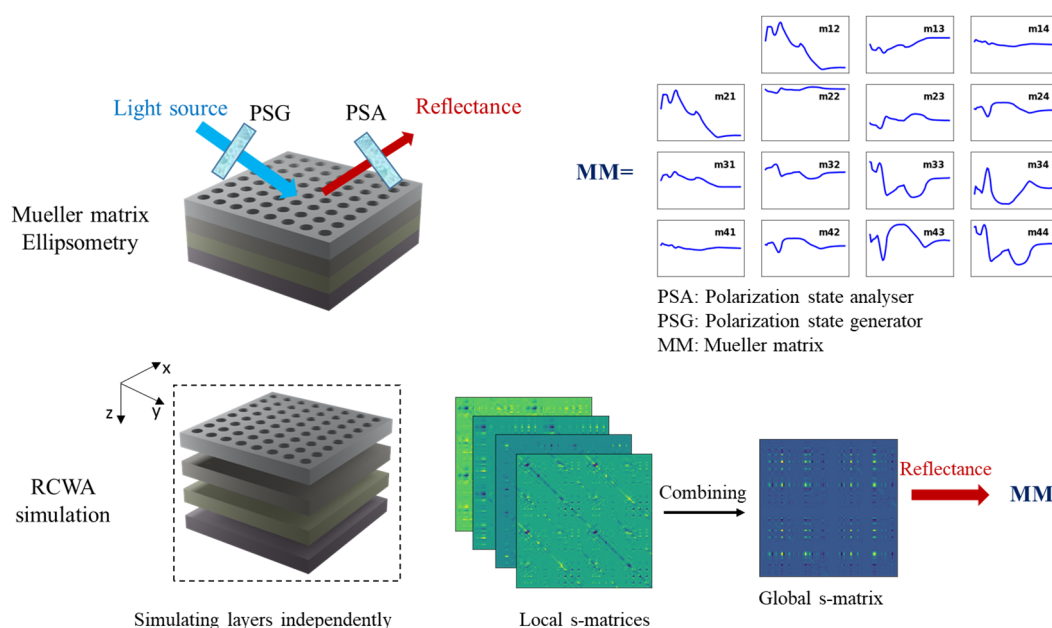 m12
m13
m14
Light source
PSG
PSA
Reflectance
m21
m22
m23
m24
MM=
m31
m32
m33
m34
Mueller matrix
Ellipsometry
m41
m42
m43
m44
PSA: Polarization state analyser
PSG: Polarization state generator
MM: Mueller matrix
x
y
z
RCWA
simulation
Combining
Reflectance
MM
Simulating layers independently
Local s-matrices
Global s-matrix